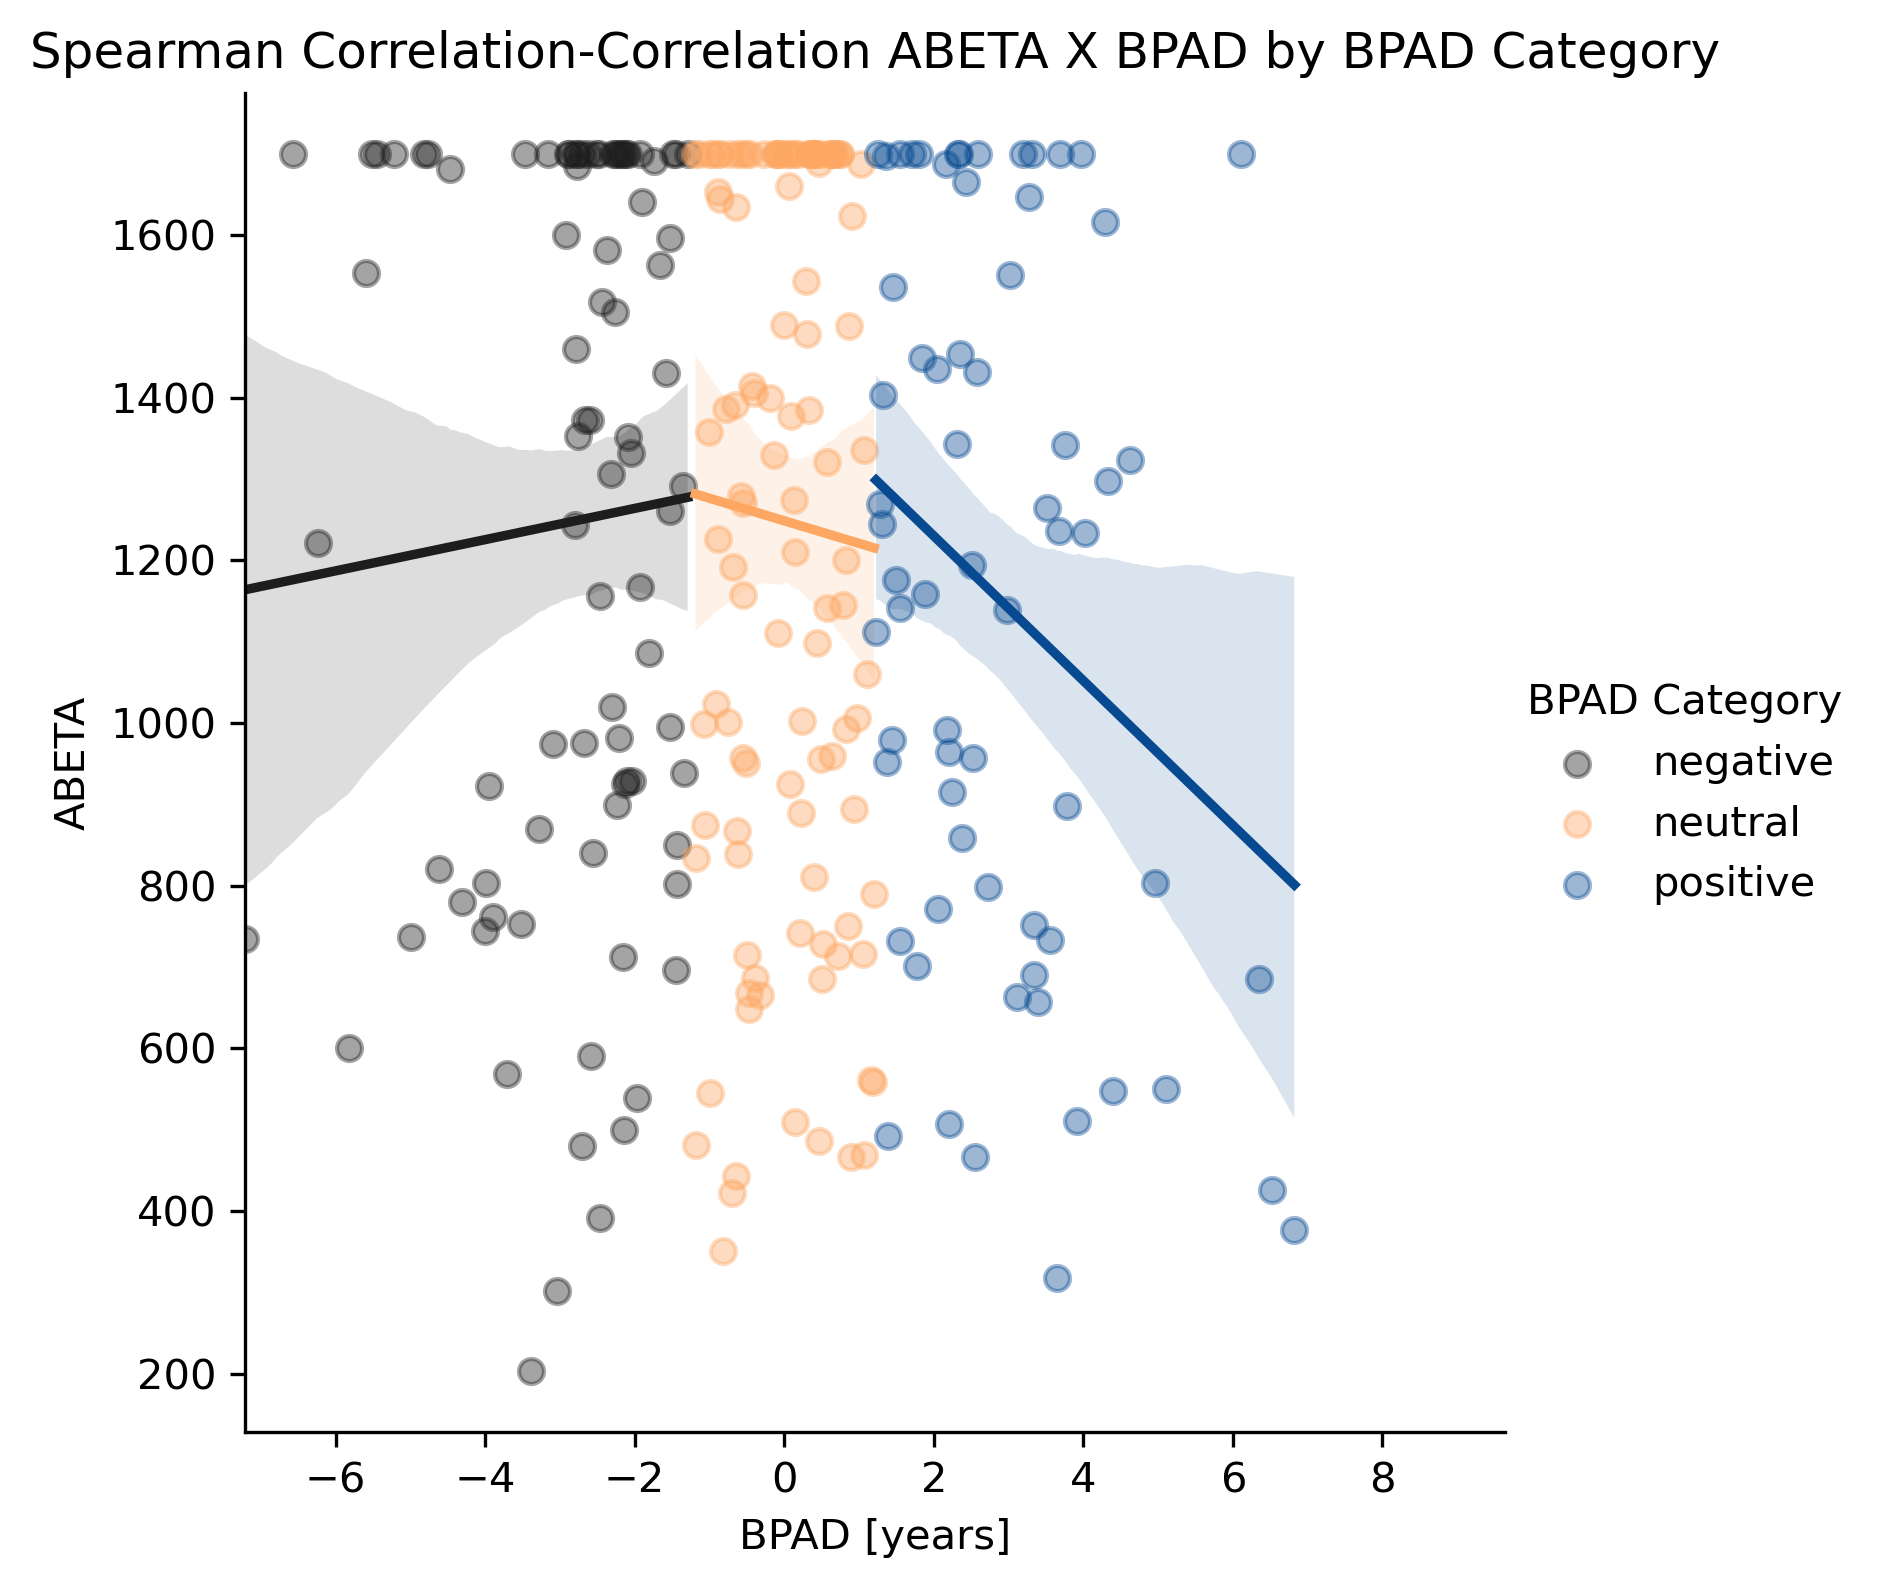 Spearman Correlation-Correlation ABETA X BPAD by BPAD Category
1600
1400
1200
1000
800
600
400
200
ABETA
−6 −4 −2 0 2 4 6 8
BPAD [years]
BPAD Category
negative
neutral
positive